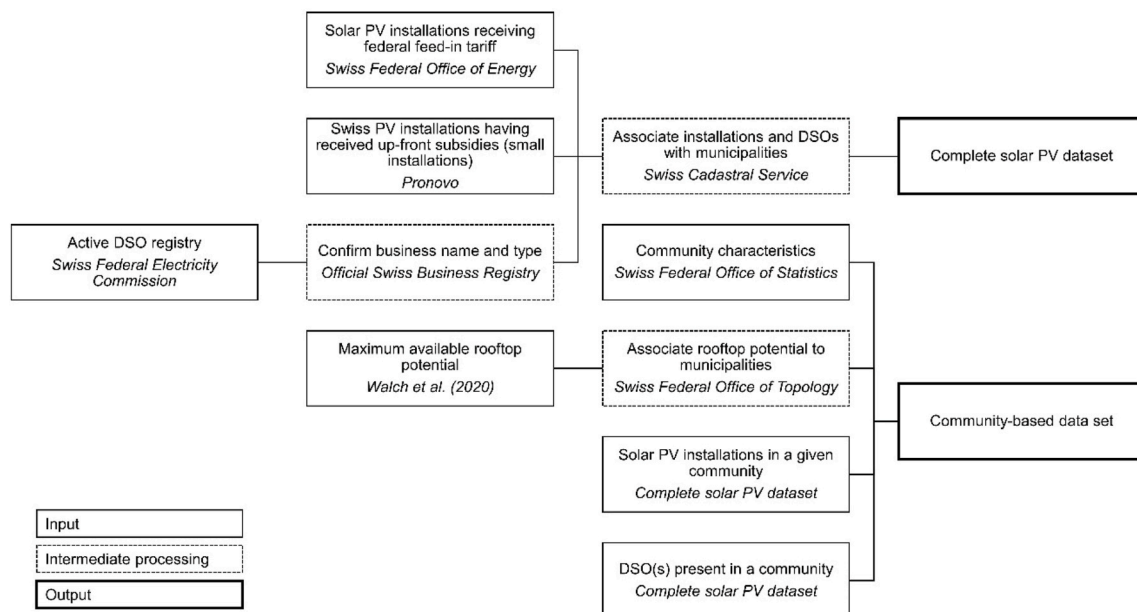 Solar PV installations receiving
federal feed-in tariff
Swiss Federal Office of Energy
Swiss PV installations having
received up-front subsidies (small
installations)
Pronovo
Associate installations and DSOs
with municipalities
Swiss Cadastral Service
Complete solar PV dataset
Active DSO registry
Swiss Federal Electricity
Commission
Confirm business name and type
Official Swiss Business Registry
Community characteristics
Swiss Federal Office of Statistics
Maximum available rooftop
potential
Walch et al. (2020)
Associate rooftop potential to
municipalities
Swiss Federal Office of Topology
Community-based data set
Solar PV installations in a given
community
Complete solar PV dataset
DSO(s) present in a community
Complete solar PV dataset
Input
Intermediate processing
Output